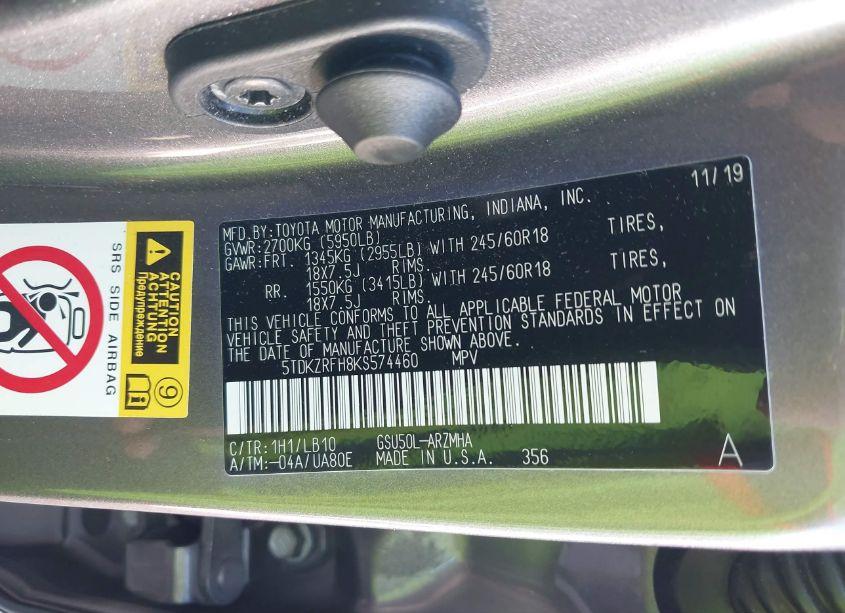 11/19
MFD.BY:TOYOTA MOTOR MANUFACTURING, INDIANA, INC.
GVWR:2700KG (5950LB)
GAWR:FRT. 1345KG (2955LB) WITH 245/60R18 TIRES,
18X7.5J RIMS.
RR. 1550KG (3415LB) WITH 245/60R18 TIRES,
18X7.5J RIMS.
THIS VEHICLE CONFORMS TO ALL APPLICABLE FEDERAL MOTOR
VEHICLE SAFETY AND THEFT PREVENTION STANDARDS IN EFFECT ON
THE DATE OF MANUFACTURE SHOWN ABOVE.
5TDKZRFH8KS574460 MPV
C/TR:1H1/LB10 GSU50L-ARZMHA
A/TM:-04A/UA80E MADE IN U.S.A. 356
A
SRS SIDE AIRBAG
CAUTION
ATTENTION
ACHTUNG
Предупреждение
9